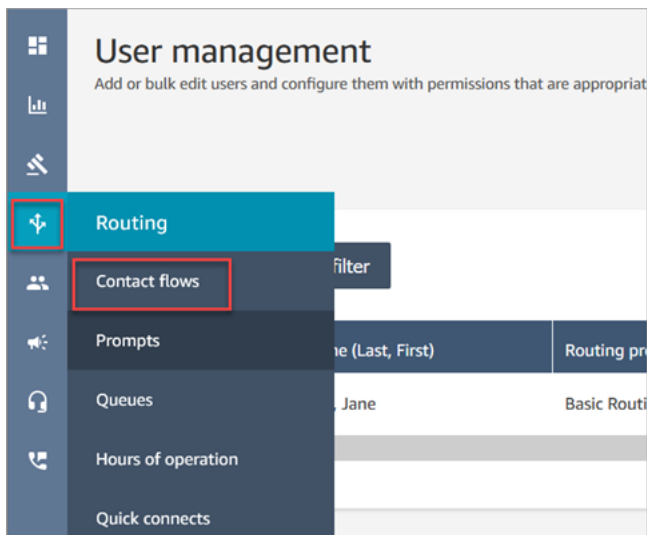 User management
Add or bulk edit users and configure them with permissions that are appropriat
Routing
Contact flows
filter
Prompts
ne (Last, First)
Routing pr
Queues
, Jane
Basic Routi
Hours of operation
Quick connects